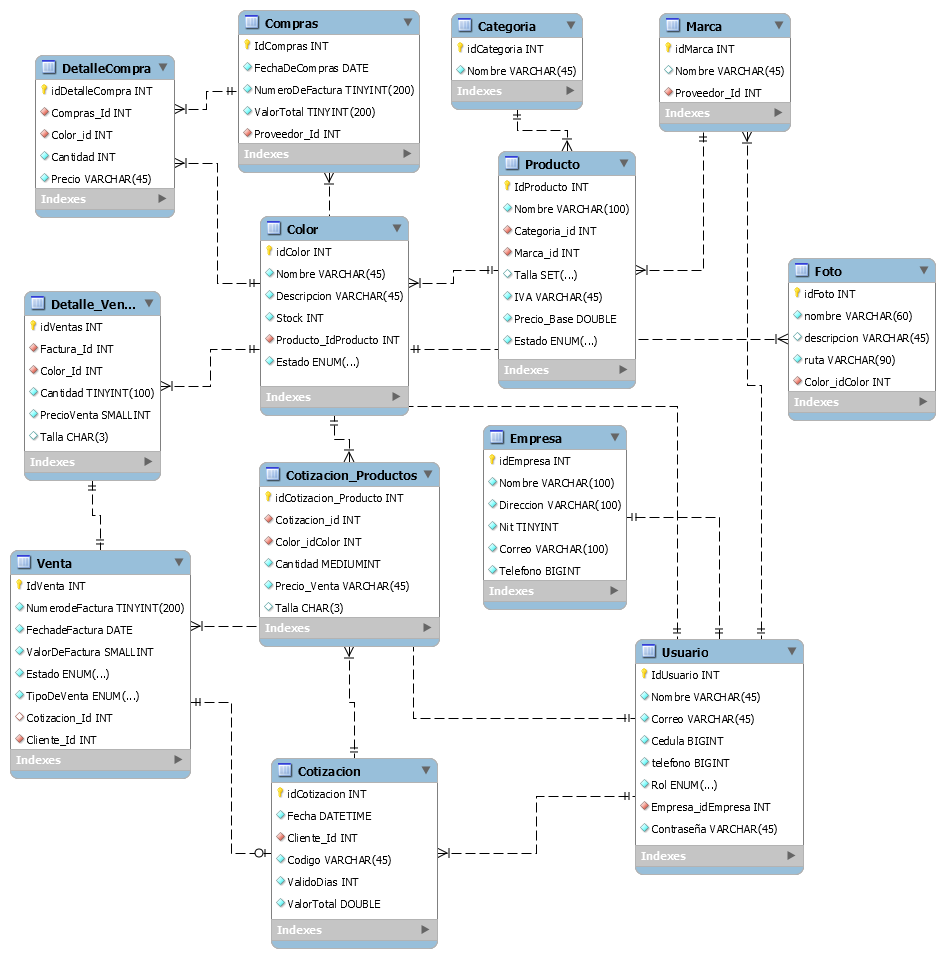 Compras
IdCompras INT
FechaDeCompras DATE
NumeroDeFactura TINYINT(200)
ValorTotal TINYINT(200)
Proveedor_Id INT
Indexes
Categoria
idCategoria INT
Nombre VARCHAR(45)
Indexes
Marca
idMarca INT
Nombre VARCHAR(45)
Proveedor_Id INT
Indexes
DetalleCompra
idDetalleCompra INT
Compras_Id INT
Color_id INT
Cantidad INT
Precio VARCHAR(45)
Indexes
Producto
IdProducto INT
Nombre VARCHAR(100)
Categoria_id INT
Marca_id INT
Talla SET(...)
IVA VARCHAR(45)
Precio_Base DOUBLE
Estado ENUM(...)
Indexes
Color
idColor INT
Nombre VARCHAR(45)
Descripcion VARCHAR(45)
Stock INT
Producto_IdProducto INT
Estado ENUM(...)
Indexes
Foto
idFoto INT
nombre VARCHAR(60)
descripcion VARCHAR(45)
ruta VARCHAR(90)
Color_idColor INT
Indexes
Detalle_Ven...
idVentas INT
Factura_Id INT
Color_Id INT
Cantidad TINYINT(100)
PrecioVenta SMALLINT
Talla CHAR(3)
Indexes
Empresa
idEmpresa INT
Nombre VARCHAR(100)
Direccion VARCHAR(100)
Nit TINYINT
Correo VARCHAR(100)
Telefono BIGINT
Indexes
Cotizacion_Productos
idCotizacion_Producto INT
Cotizacion_id INT
Color_idColor INT
Cantidad MEDIUMINT
Precio_Venta VARCHAR(45)
Talla CHAR(3)
Indexes
Venta
IdVenta INT
NumerodeFactura TINYINT(200)
FechadeFactura DATE
ValorDeFactura SMALLINT
Estado ENUM(...)
TipoDeVenta ENUM(...)
Cotizacion_Id INT
Cliente_Id INT
Indexes
Usuario
IdUsuario INT
Nombre VARCHAR(45)
Correo VARCHAR(45)
Cedula BIGINT
telefono BIGINT
Rol ENUM(...)
Empresa_idEmpresa INT
Contraseña VARCHAR(45)
Indexes
Cotizacion
idCotizacion INT
Fecha DATETIME
Cliente_Id INT
Codigo VARCHAR(45)
ValidoDias INT
ValorTotal DOUBLE
Indexes